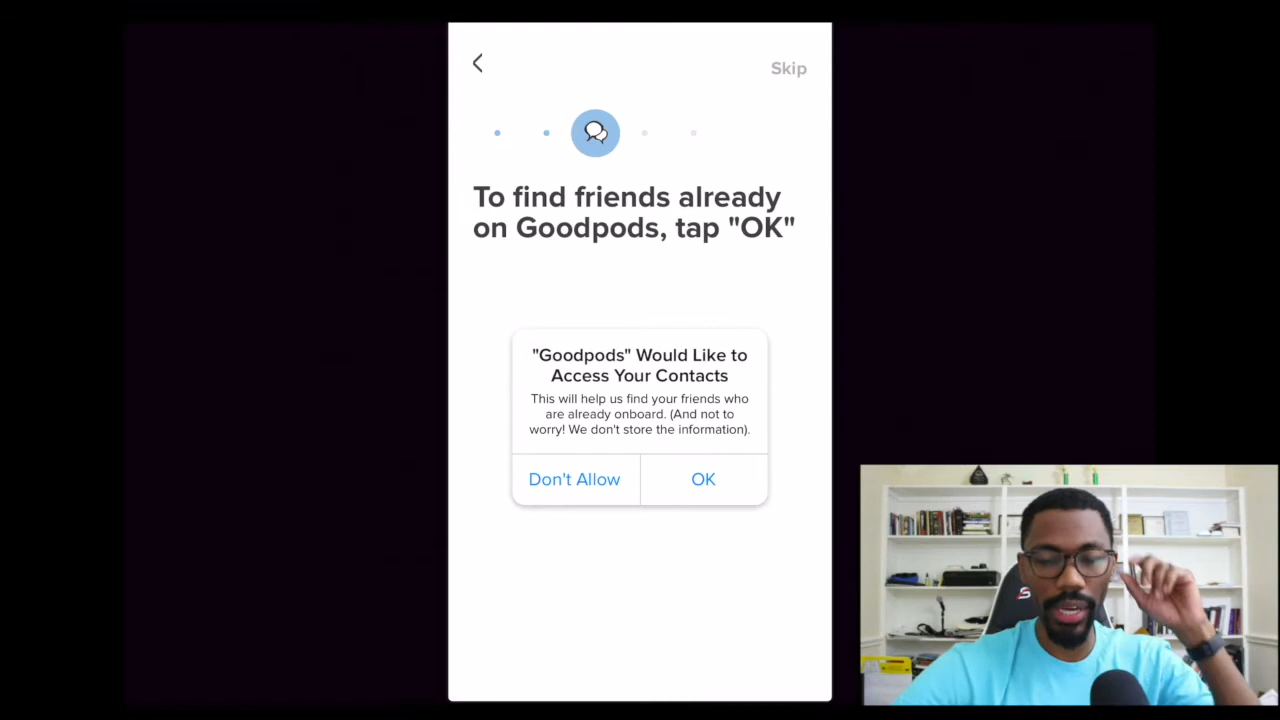 Skip
To find friends already
on Goodpods, tap "OK"
"Goodpods" Would Like to
Access Your Contacts
This will help us find your friends who
are already onboard. (And not to
worry! We don't store the information).
Don't Allow OK